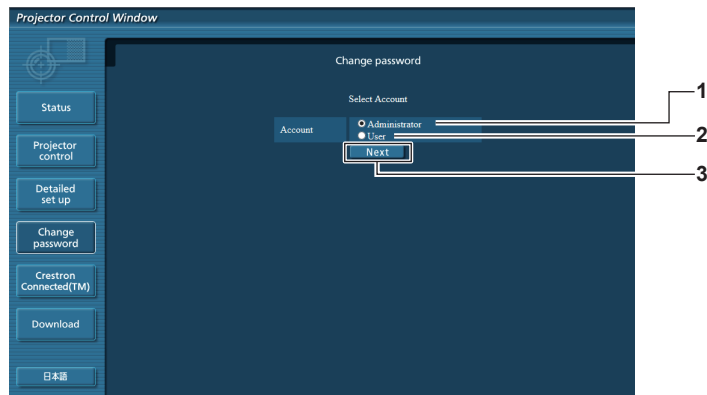 Projector Control Window
Change password
Select Account
Account
Administrator
User
Next
Status
Projector
control
Detailed
set up
Change
password
Crestron
Connected(TM)
Download
日本語
1
2
3